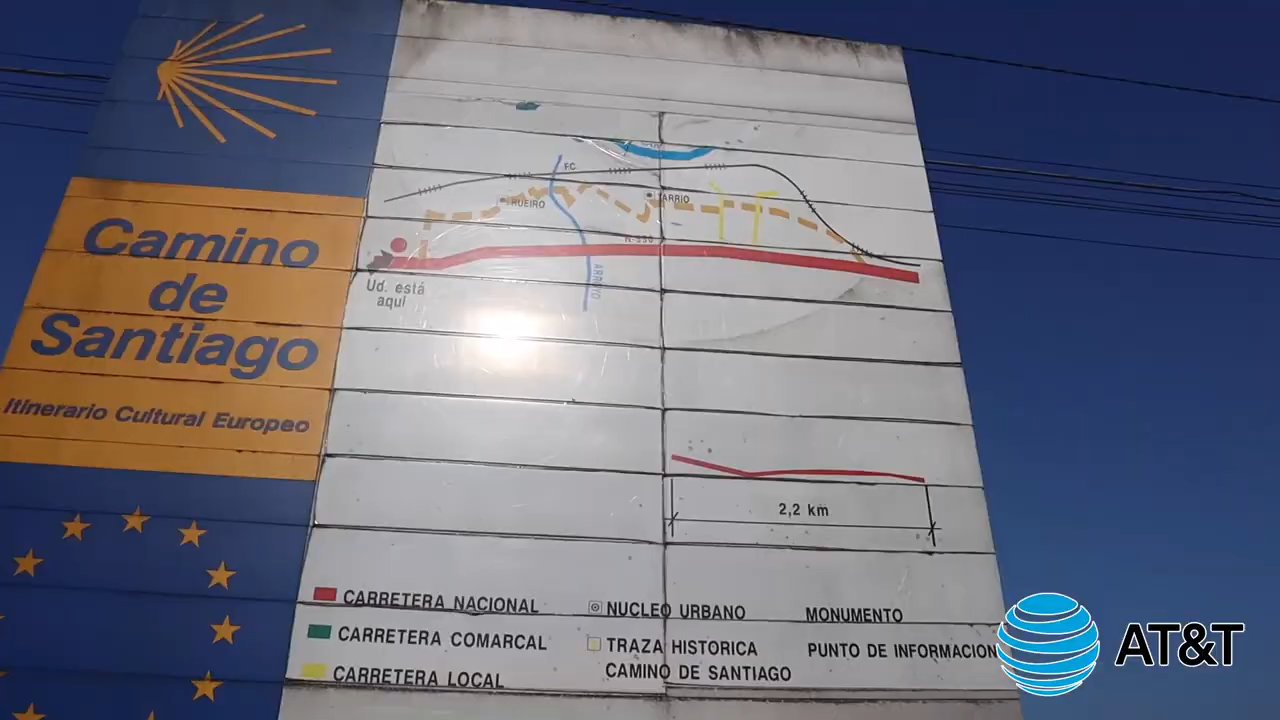 Camino
de
Santiago
Itinerario Cultural Europeo
FC
RUEIRO
ARRIO
ARROYO
Ud. está
aquí
2,2 km
CARRETERA NACIONAL
CARRETERA COMARCAL
CARRETERA LOCAL
NUCLEO URBANO
TRAZA HISTORICA
CAMINO DE SANTIAGO
MONUMENTO
PUNTO DE INFORMACION
AT&T